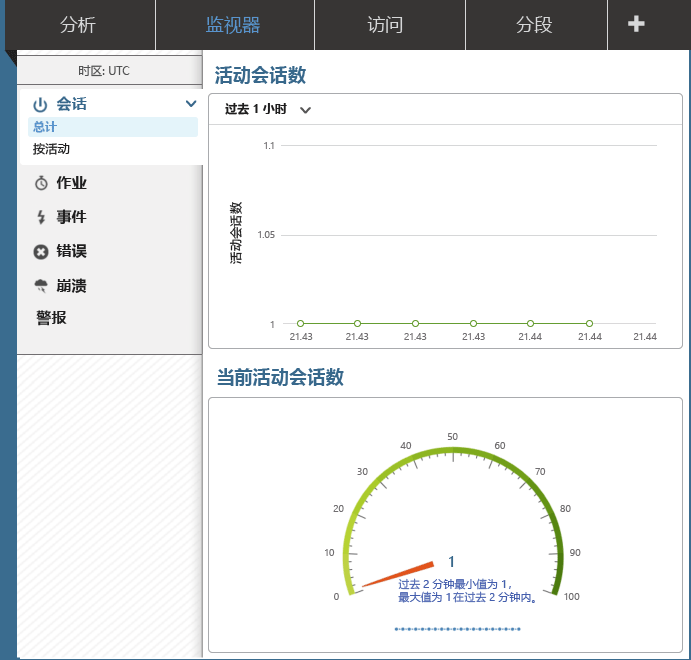 分析
监视器
访问
分段
时区: UTC
会话
总计
按活动
作业
事件
错误
崩溃
警报
活动会话数
过去 1 小时
活动会话数
1.1
1.05
1
21.43
21.43
21.43
21.43
21.44
21.44
21.44
当前活动会话数
0
10
20
30
40
50
60
70
80
90
100
1
过去 2 分钟最小值为 1，
最大值为 1在过去 2 分钟内。